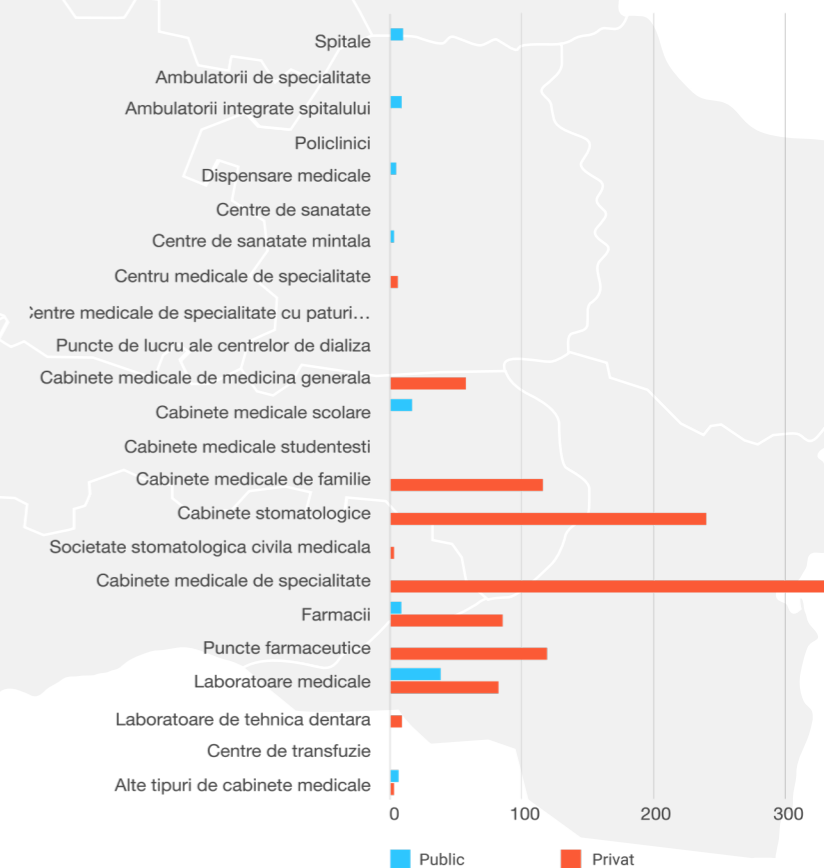 Spitale
Ambulatorii de specialitate
Ambulatorii integrate spitalului
Policlinici
Dispensare medicale
Centre de sanatate
Centre de sanatate mintala
Centru medicale de specialitate
entre medicale de specialitate cu paturi…
Puncte de lucru ale centrelor de dializa
Cabinete medicale de medicina generala
Cabinete medicale scolare
Cabinete medicale studentesti
Cabinete medicale de familie
Cabinete stomatologice
Societate stomatologica civila medicala
Cabinete medicale de specialitate
Farmacii
Puncte farmaceutice
Laboratoare medicale
Laboratoare de tehnica dentara
Centre de transfuzie
Alte tipuri de cabinete medicale
0 100 200 300
Public Privat